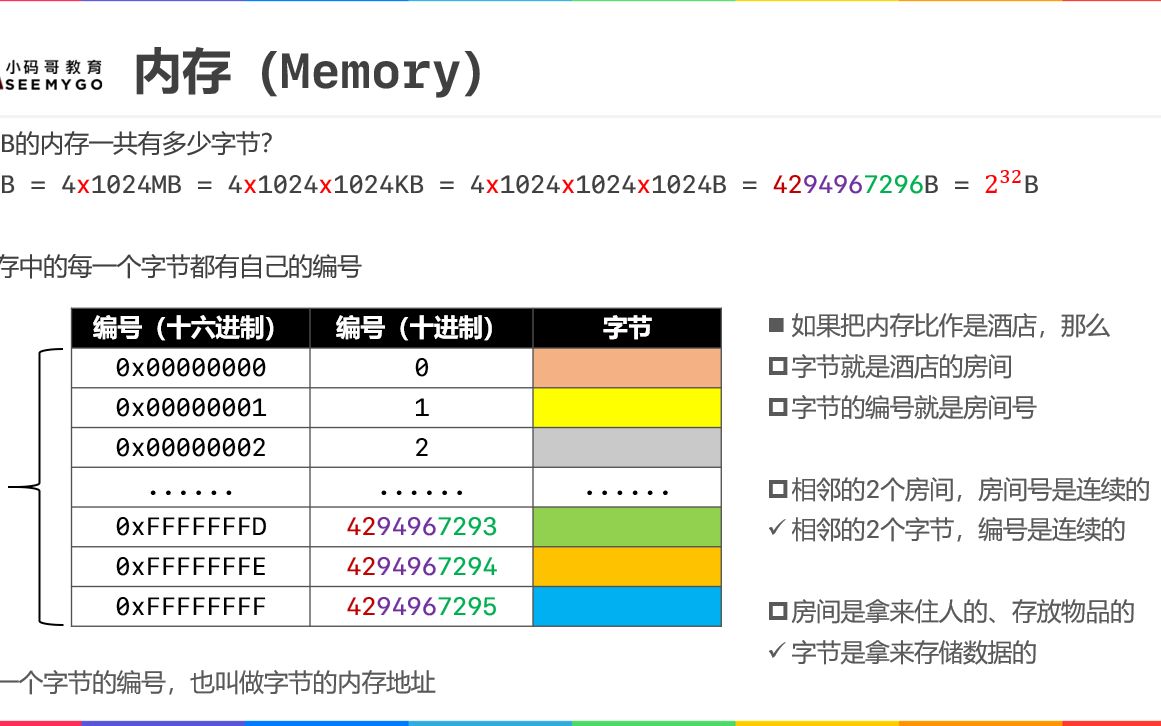 小码哥教育
SEEMYGO
内存（Memory）
B的内存一共有多少字节？
B = 4x1024MB = 4x1024x1024KB = 4x1024x1024x1024B = 4294967296B = 2³²B
存中的每一个字节都有自己的编号
编号（十六进制） 编号（十进制） 字节
0x00000000 0
0x00000001 1
0x00000002 2
...... ...... ......
0xFFFFFFFD 4294967293
0xFFFFFFFE 4294967294
0xFFFFFFFF 4294967295
如果把内存比作是酒店，那么
字节就是酒店的房间
字节的编号就是房间号
相邻的2个房间，房间号是连续的
✓ 相邻的2个字节，编号是连续的
房间是拿来住人的、存放物品的
✓ 字节是拿来存储数据的
一个字节的编号，也叫做字节的内存地址